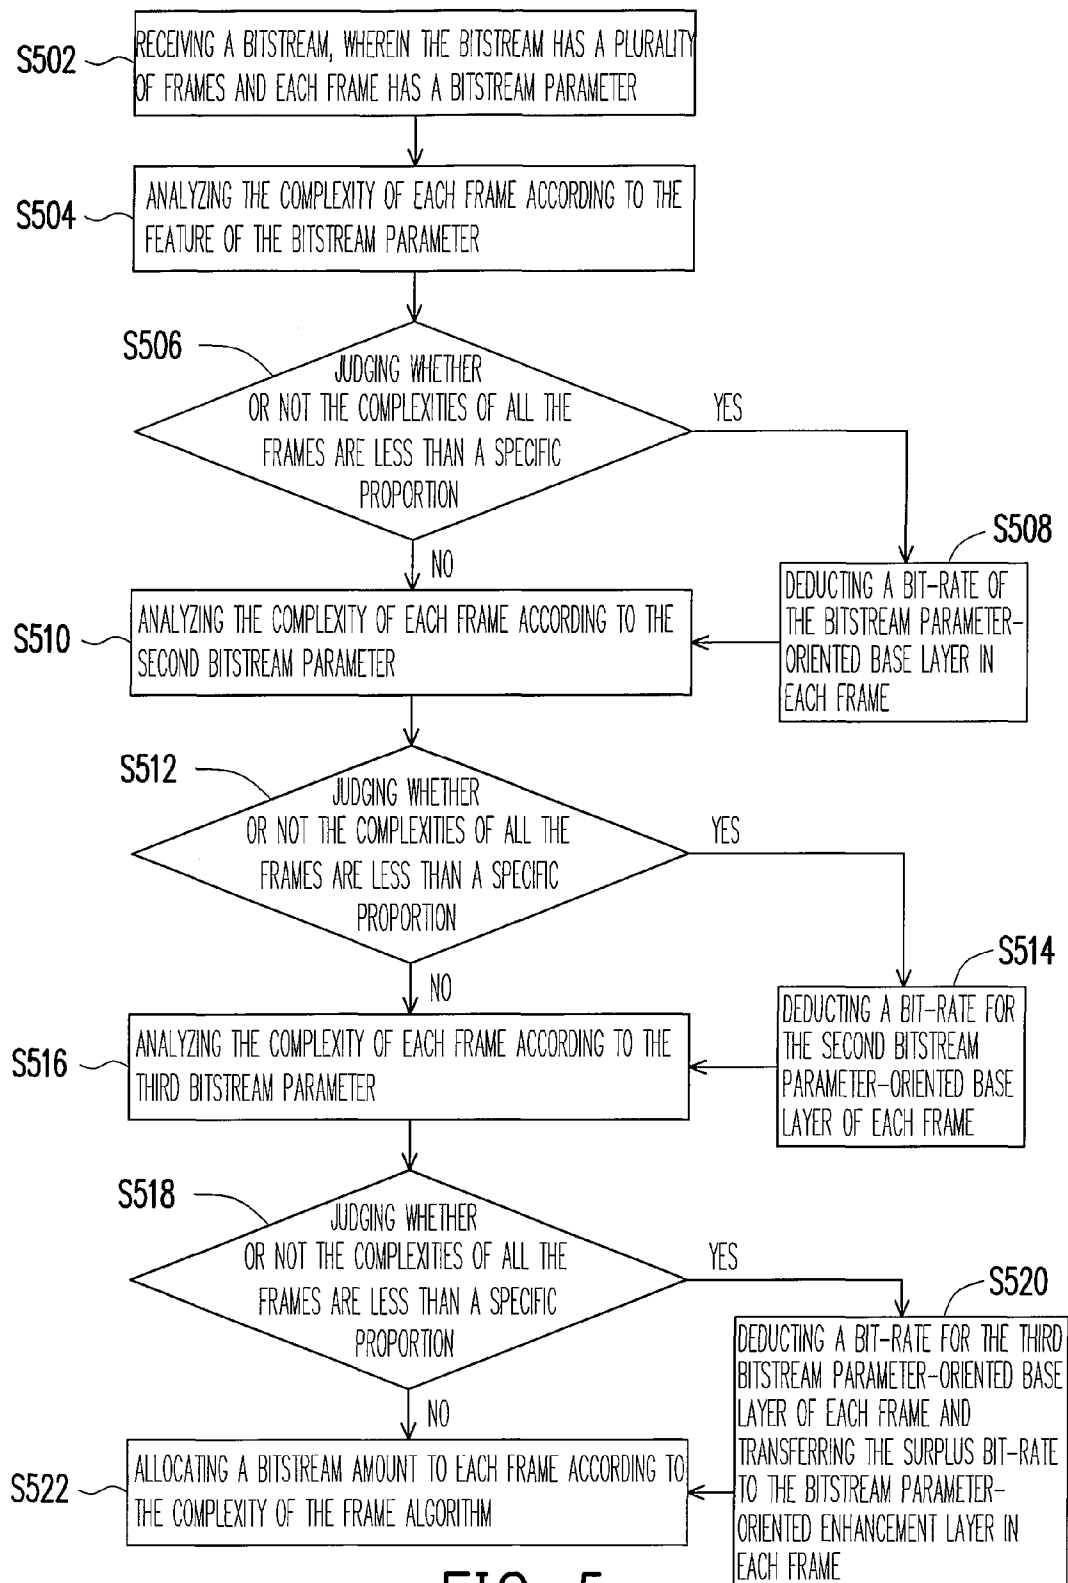 S502
RECEIVING A BITSTREAM, WHEREIN THE BITSTREAM HAS A PLURALITY
OF FRAMES AND EACH FRAME HAS A BITSTREAM PARAMETER
S504
ANALYZING THE COMPLEXITY OF EACH FRAME ACCORDING TO THE
FEATURE OF THE BITSTREAM PARAMETER
S506
JUDGING WHETHER
OR NOT THE COMPLEXITIES OF ALL THE
FRAMES ARE LESS THAN A SPECIFIC
PROPORTION
YES
NO
S508
DEDUCTING A BIT-RATE OF
THE BITSTREAM PARAMETER-
ORIENTED BASE LAYER IN
EACH FRAME
S510
ANALYZING THE COMPLEXITY OF EACH FRAME ACCORDING TO THE
SECOND BITSTREAM PARAMETER
S512
JUDGING WHETHER
OR NOT THE COMPLEXITIES OF ALL THE
FRAMES ARE LESS THAN A SPECIFIC
PROPORTION
YES
NO
S514
DEDUCTING A BIT-RATE FOR
THE SECOND BITSTREAM
PARAMETER-ORIENTED BASE
LAYER OF EACH FRAME
S516
ANALYZING THE COMPLEXITY OF EACH FRAME ACCORDING TO THE
THIRD BITSTREAM PARAMETER
S518
JUDGING WHETHER
OR NOT THE COMPLEXITIES OF ALL THE
FRAMES ARE LESS THAN A SPECIFIC
PROPORTION
YES
NO
S520
DEDUCTING A BIT-RATE FOR THE THIRD
BITSTREAM PARAMETER-ORIENTED BASE
LAYER OF EACH FRAME AND
TRANSFERRING THE SURPLUS BIT-RATE
TO THE BITSTREAM PARAMETER-
ORIENTED ENHANCEMENT LAYER IN
EACH FRAME
S522
ALLOCATING A BITSTREAM AMOUNT TO EACH FRAME ACCORDING TO
THE COMPLEXITY OF THE FRAME ALGORITHM
FIG. 5